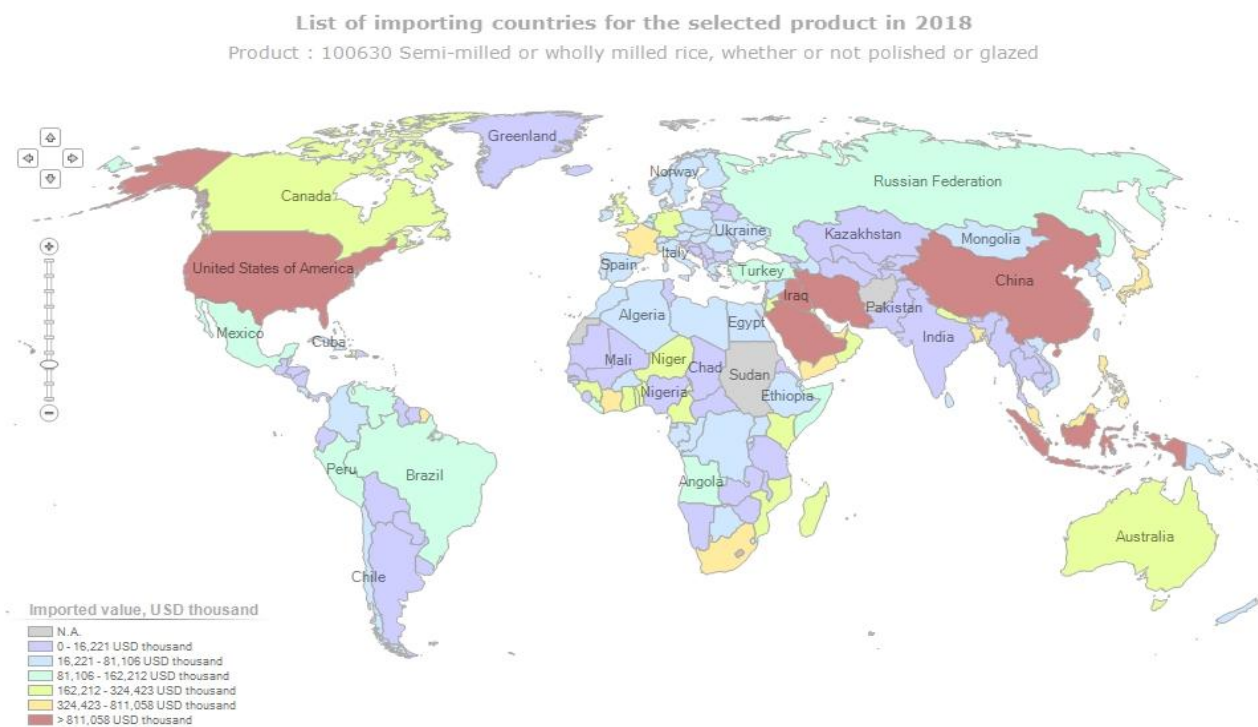 List of importing countries for the selected product in 2018
Product : 100630 Semi-milled or wholly milled rice, whether or not polished or glazed
Greenland
Norway
Russian Federation
Canada
Ukraine
Kazakhstan
Mongolia
Italy
United States of America
Spain
Turkey
China
Iraq
Pakistan
Algeria
Egypt
Mexico
India
Cuba
Mali
Niger
Chad
Sudan
Nigeria
Ethiopia
Peru
Brazil
Angola
Australia
Chile
Imported value, USD thousand
N.A.
0 - 16,221 USD thousand
16,221 - 81,106 USD thousand
81,106 - 162,212 USD thousand
162,212 - 324,423 USD thousand
324,423 - 811,058 USD thousand
> 811,058 USD thousand